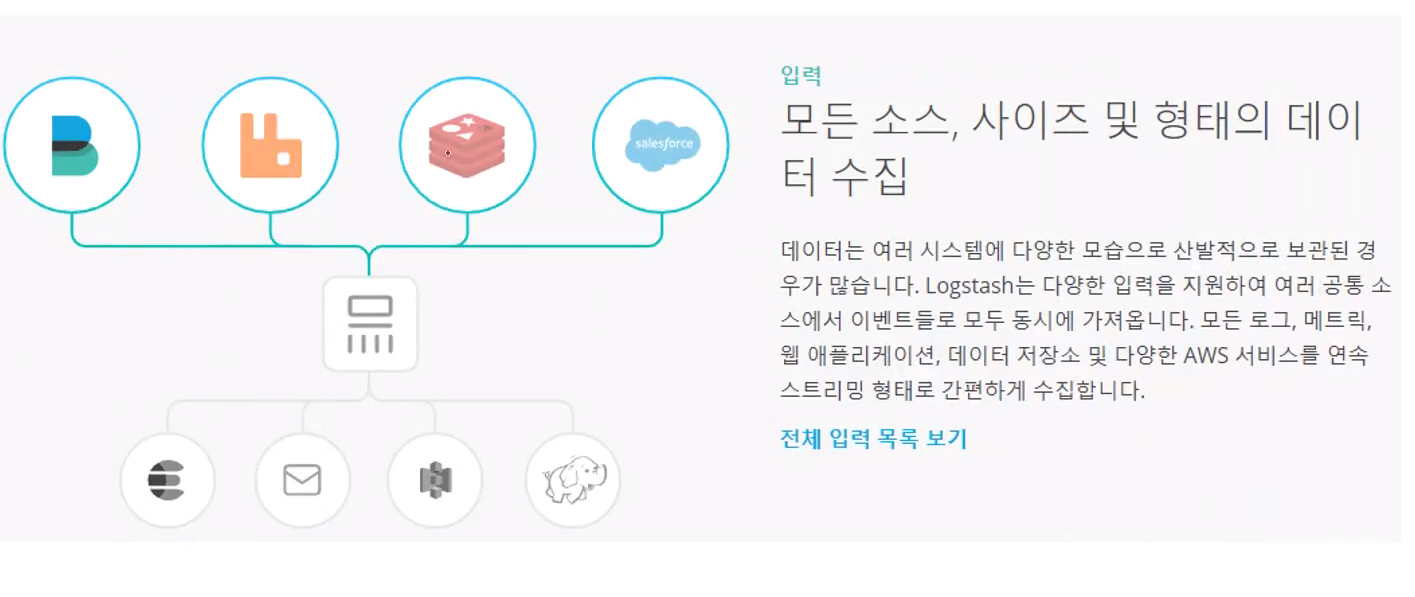 salesforce
입력
모든 소스, 사이즈 및 형태의 데이
터 수집
데이터는 여러 시스템에 다양한 모습으로 산발적으로 보관된 경
우가 많습니다. Logstash는 다양한 입력을 지원하여 여러 공통 소
스에서 이벤트들로 모두 동시에 가져옵니다. 모든 로그, 메트릭,
웹 애플리케이션, 데이터 저장소 및 다양한 AWS 서비스를 연속
스트리밍 형태로 간편하게 수집합니다.
전체 입력 목록 보기